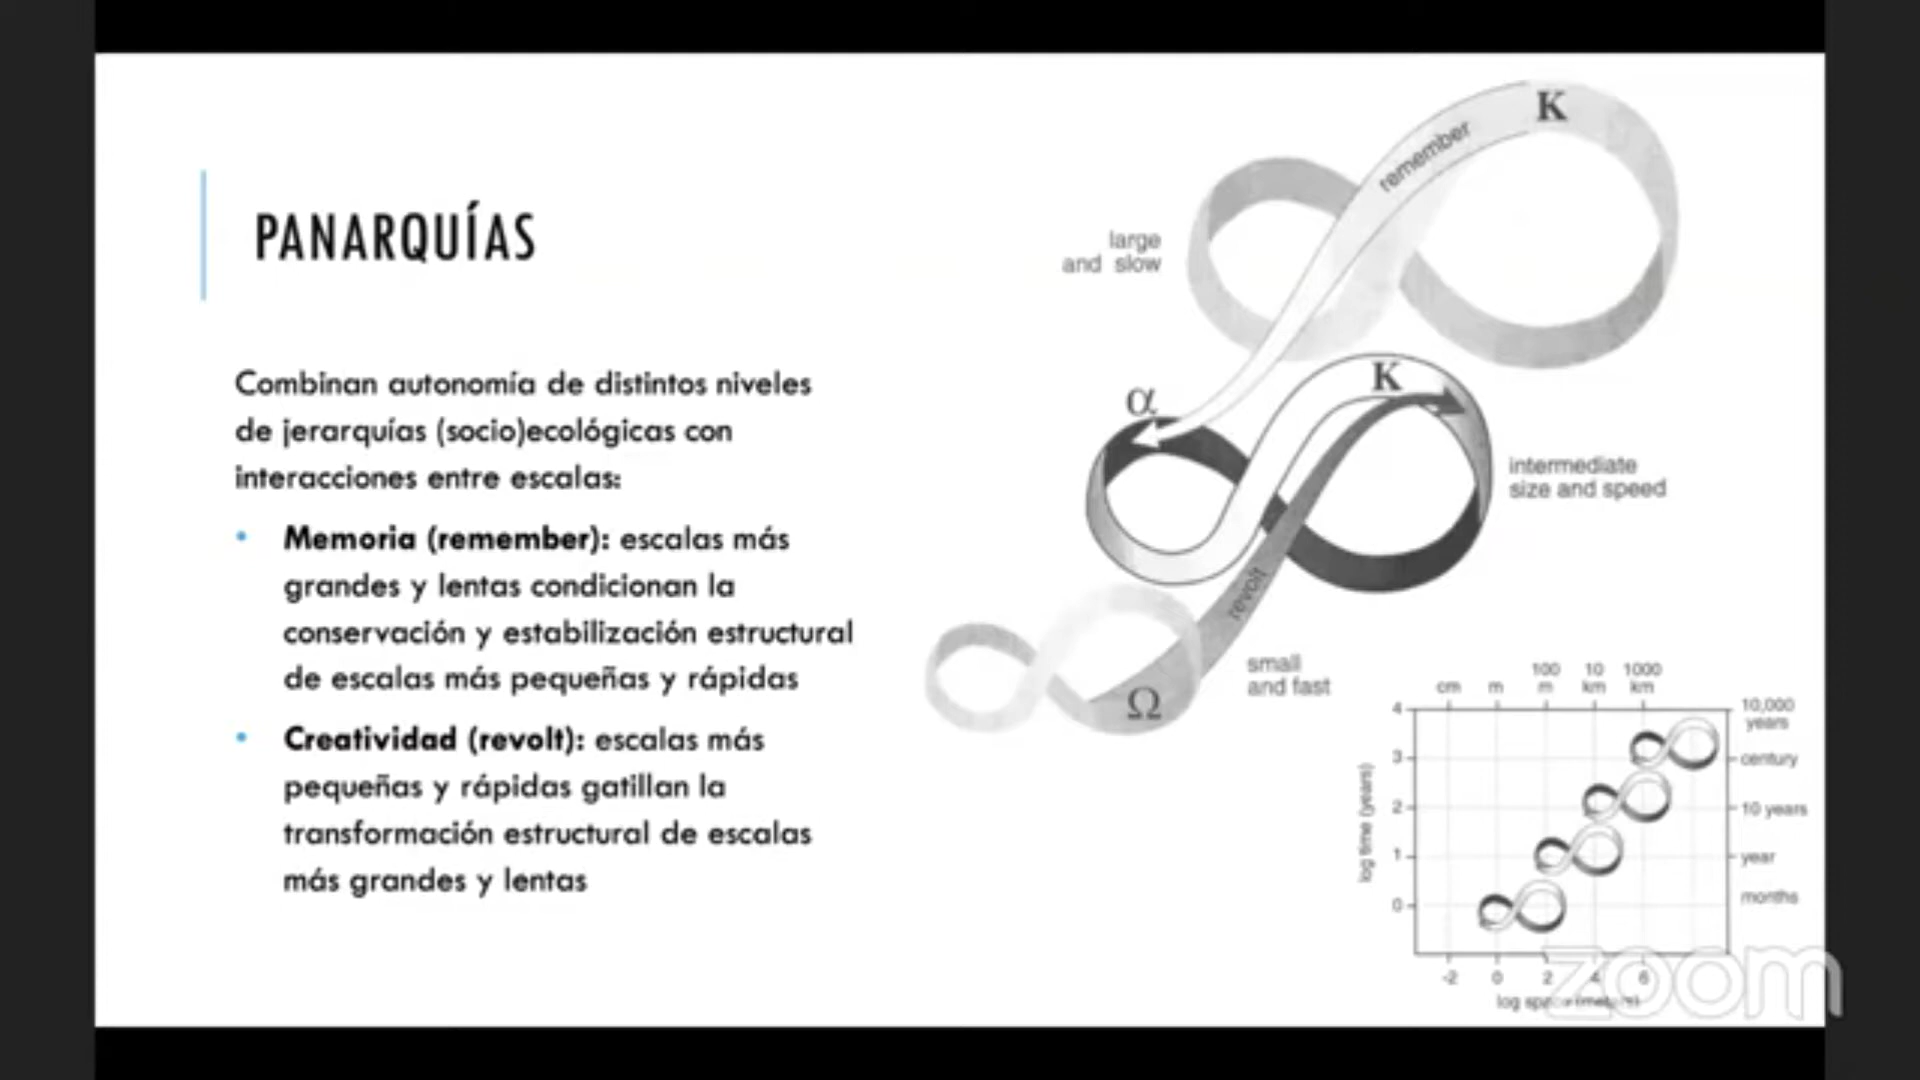 PANARQUÍAS
Combinan autonomía de distintos niveles
de jerarquías (socio)ecológicas con
interacciones entre escalas:
• Memoria (remember): escalas más
grandes y lentas condicionan la
conservación y estabilización estructural
de escalas más pequeñas y rápidas
• Creatividad (revolt): escalas más
pequeñas y rápidas gatillan la
transformación estructural de escalas
más grandes y lentas
K
remember
large
and slow
α
K
intermediate
size and speed
revolt
small
and fast
Ω
100 10 1000
cm m m km km
4
3
2
1
0
log time (years)
10,000
years
century
10 years
year
months
-2 0 2 4 6
log space (meters)
zoom